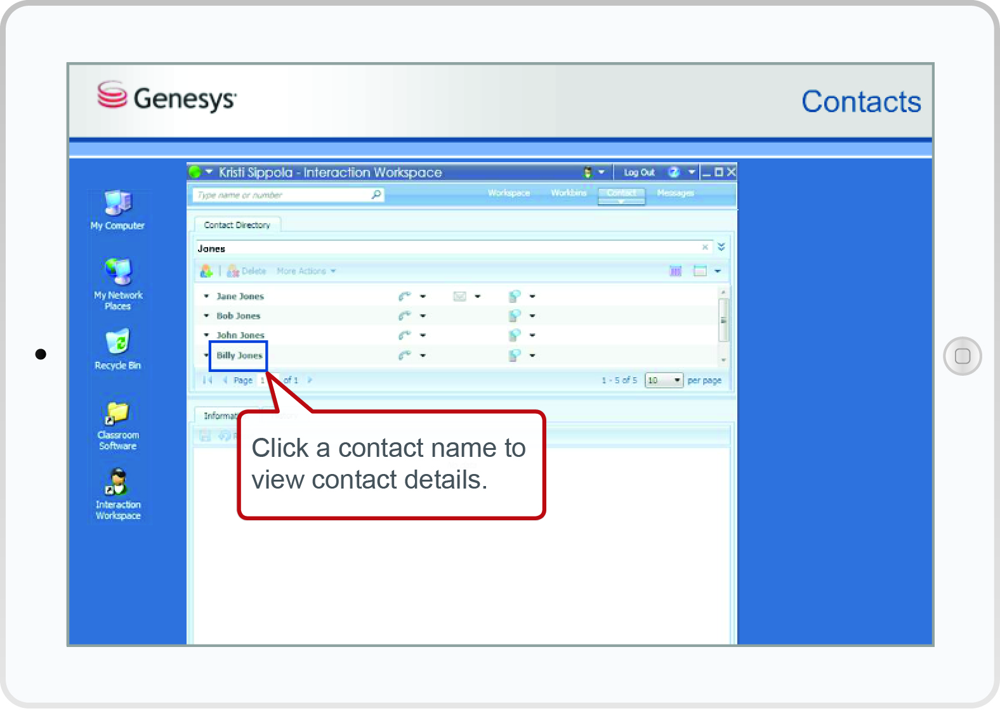 Genesys
Contacts
Kristi Sippola - Interaction Workspace
Log Out
Type name or number
Workspace
Workbins
Contact
Messages
My Computer
Contact Directory
Jones
Delete
More Actions
My Network
Places
Jane Jones
Bob Jones
John Jones
Billy Jones
Recycle Bin
Page 1 of 1
1 - 5 of 5
10
per page
Classroom
Software
Click a contact name to
view contact details.
Interaction
Workspace